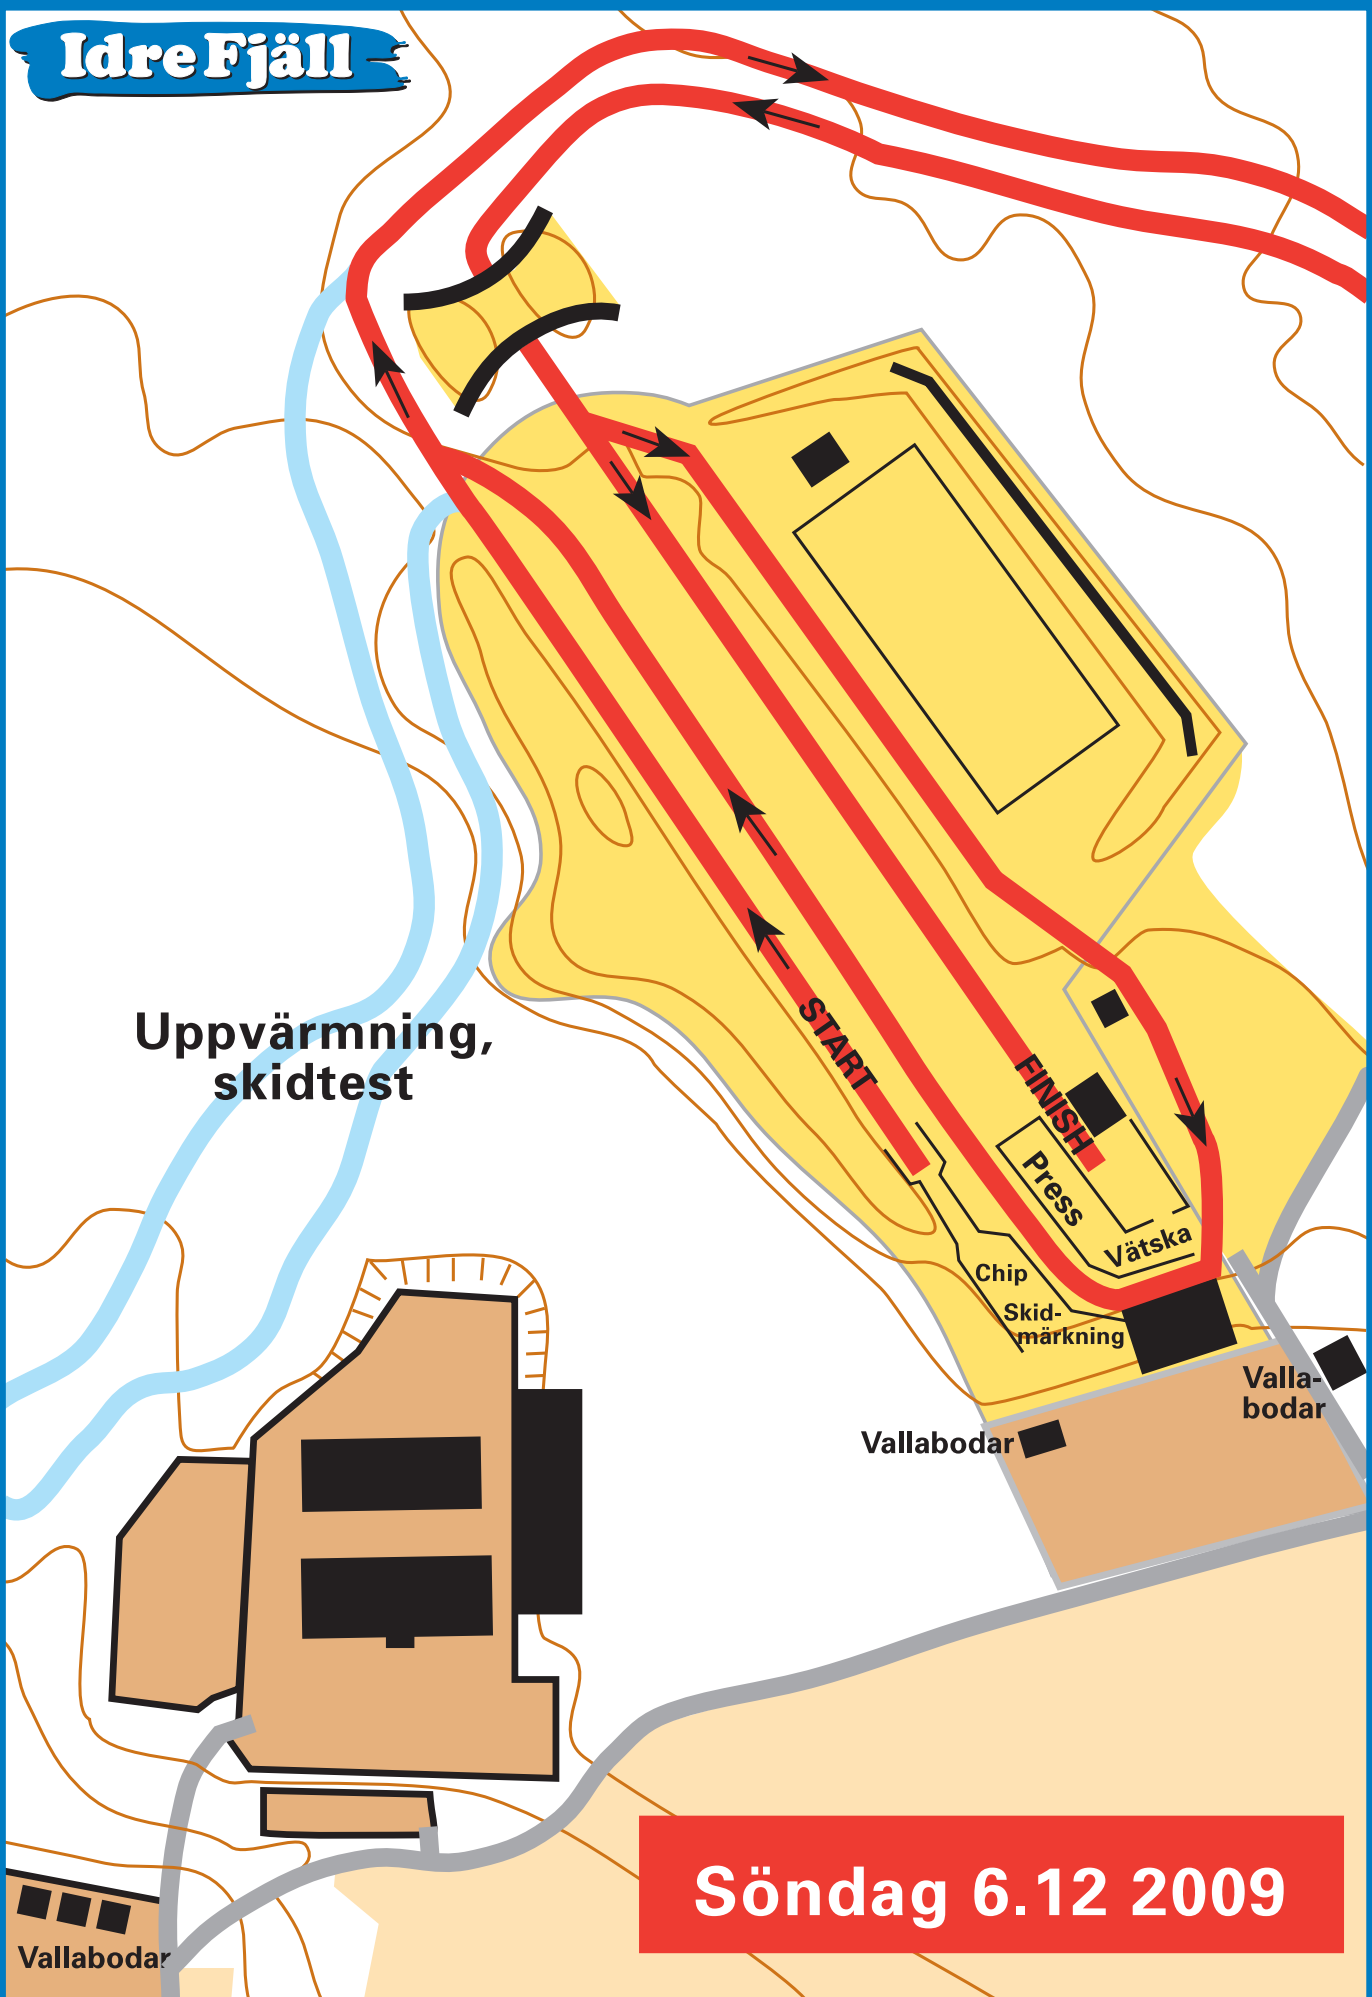 Idre Fjäll
Uppvärmning,
skidtest
START
FINISH
Press
Vätska
Chip
Skid-
märkning
Valla-
bodar
Vallabodar
Söndag 6.12 2009
Vallabodar